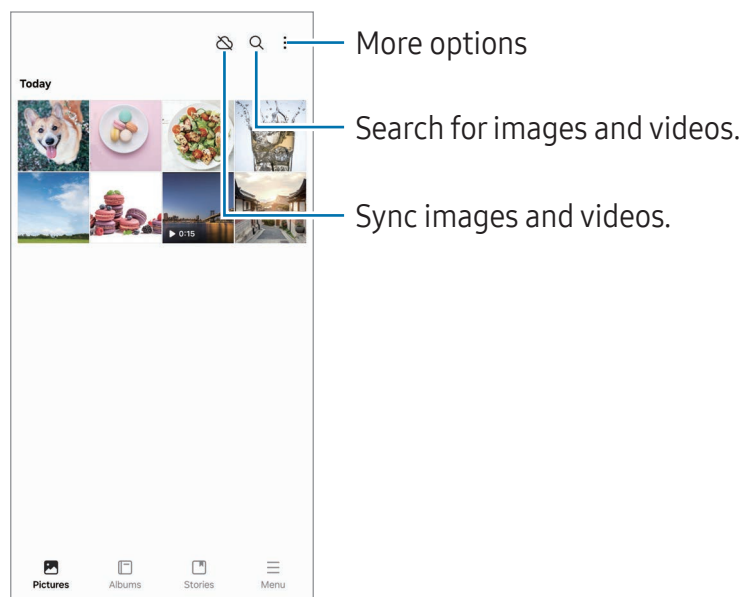 More options
Today
Search for images and videos.
Sync images and videos.
0:15
Pictures Albums Stories Menu